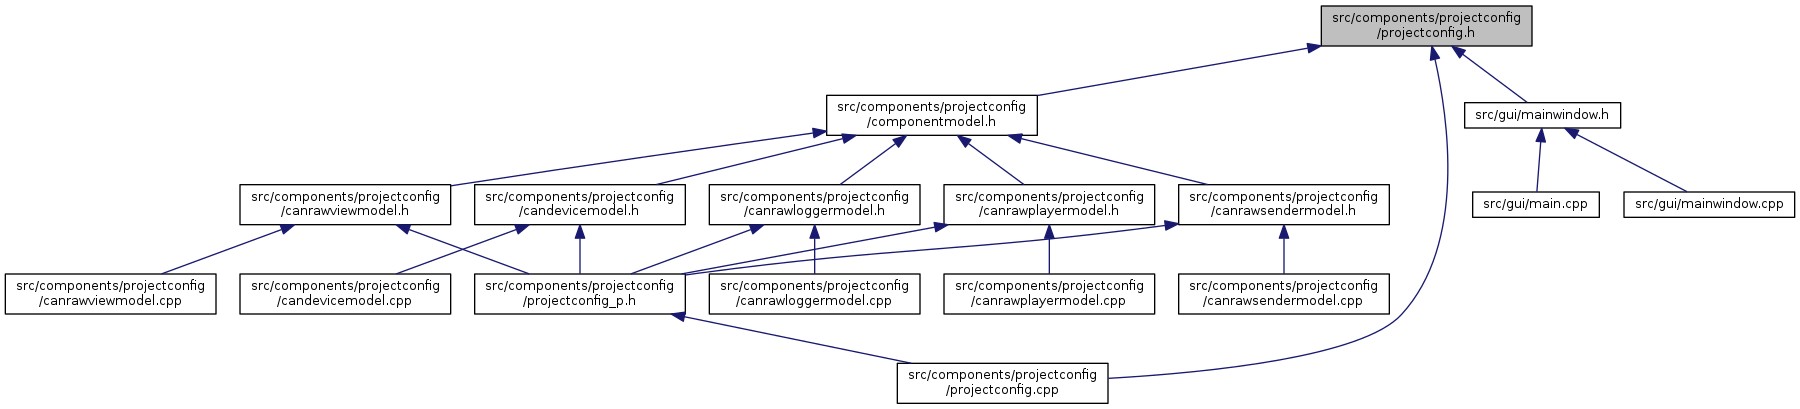 src/components/projectconfig
/projectconfig.h
src/components/projectconfig
/componentmodel.h
src/gui/mainwindow.h
src/components/projectconfig
/canrawviewmodel.h
src/components/projectconfig
/candevicemodel.h
src/components/projectconfig
/canrawloggermodel.h
src/components/projectconfig
/canrawplayermodel.h
src/components/projectconfig
/canrawsendermodel.h
src/gui/main.cpp
src/gui/mainwindow.cpp
src/components/projectconfig
/canrawviewmodel.cpp
src/components/projectconfig
/candevicemodel.cpp
src/components/projectconfig
/projectconfig_p.h
src/components/projectconfig
/canrawloggermodel.cpp
src/components/projectconfig
/canrawplayermodel.cpp
src/components/projectconfig
/canrawsendermodel.cpp
src/components/projectconfig
/projectconfig.cpp